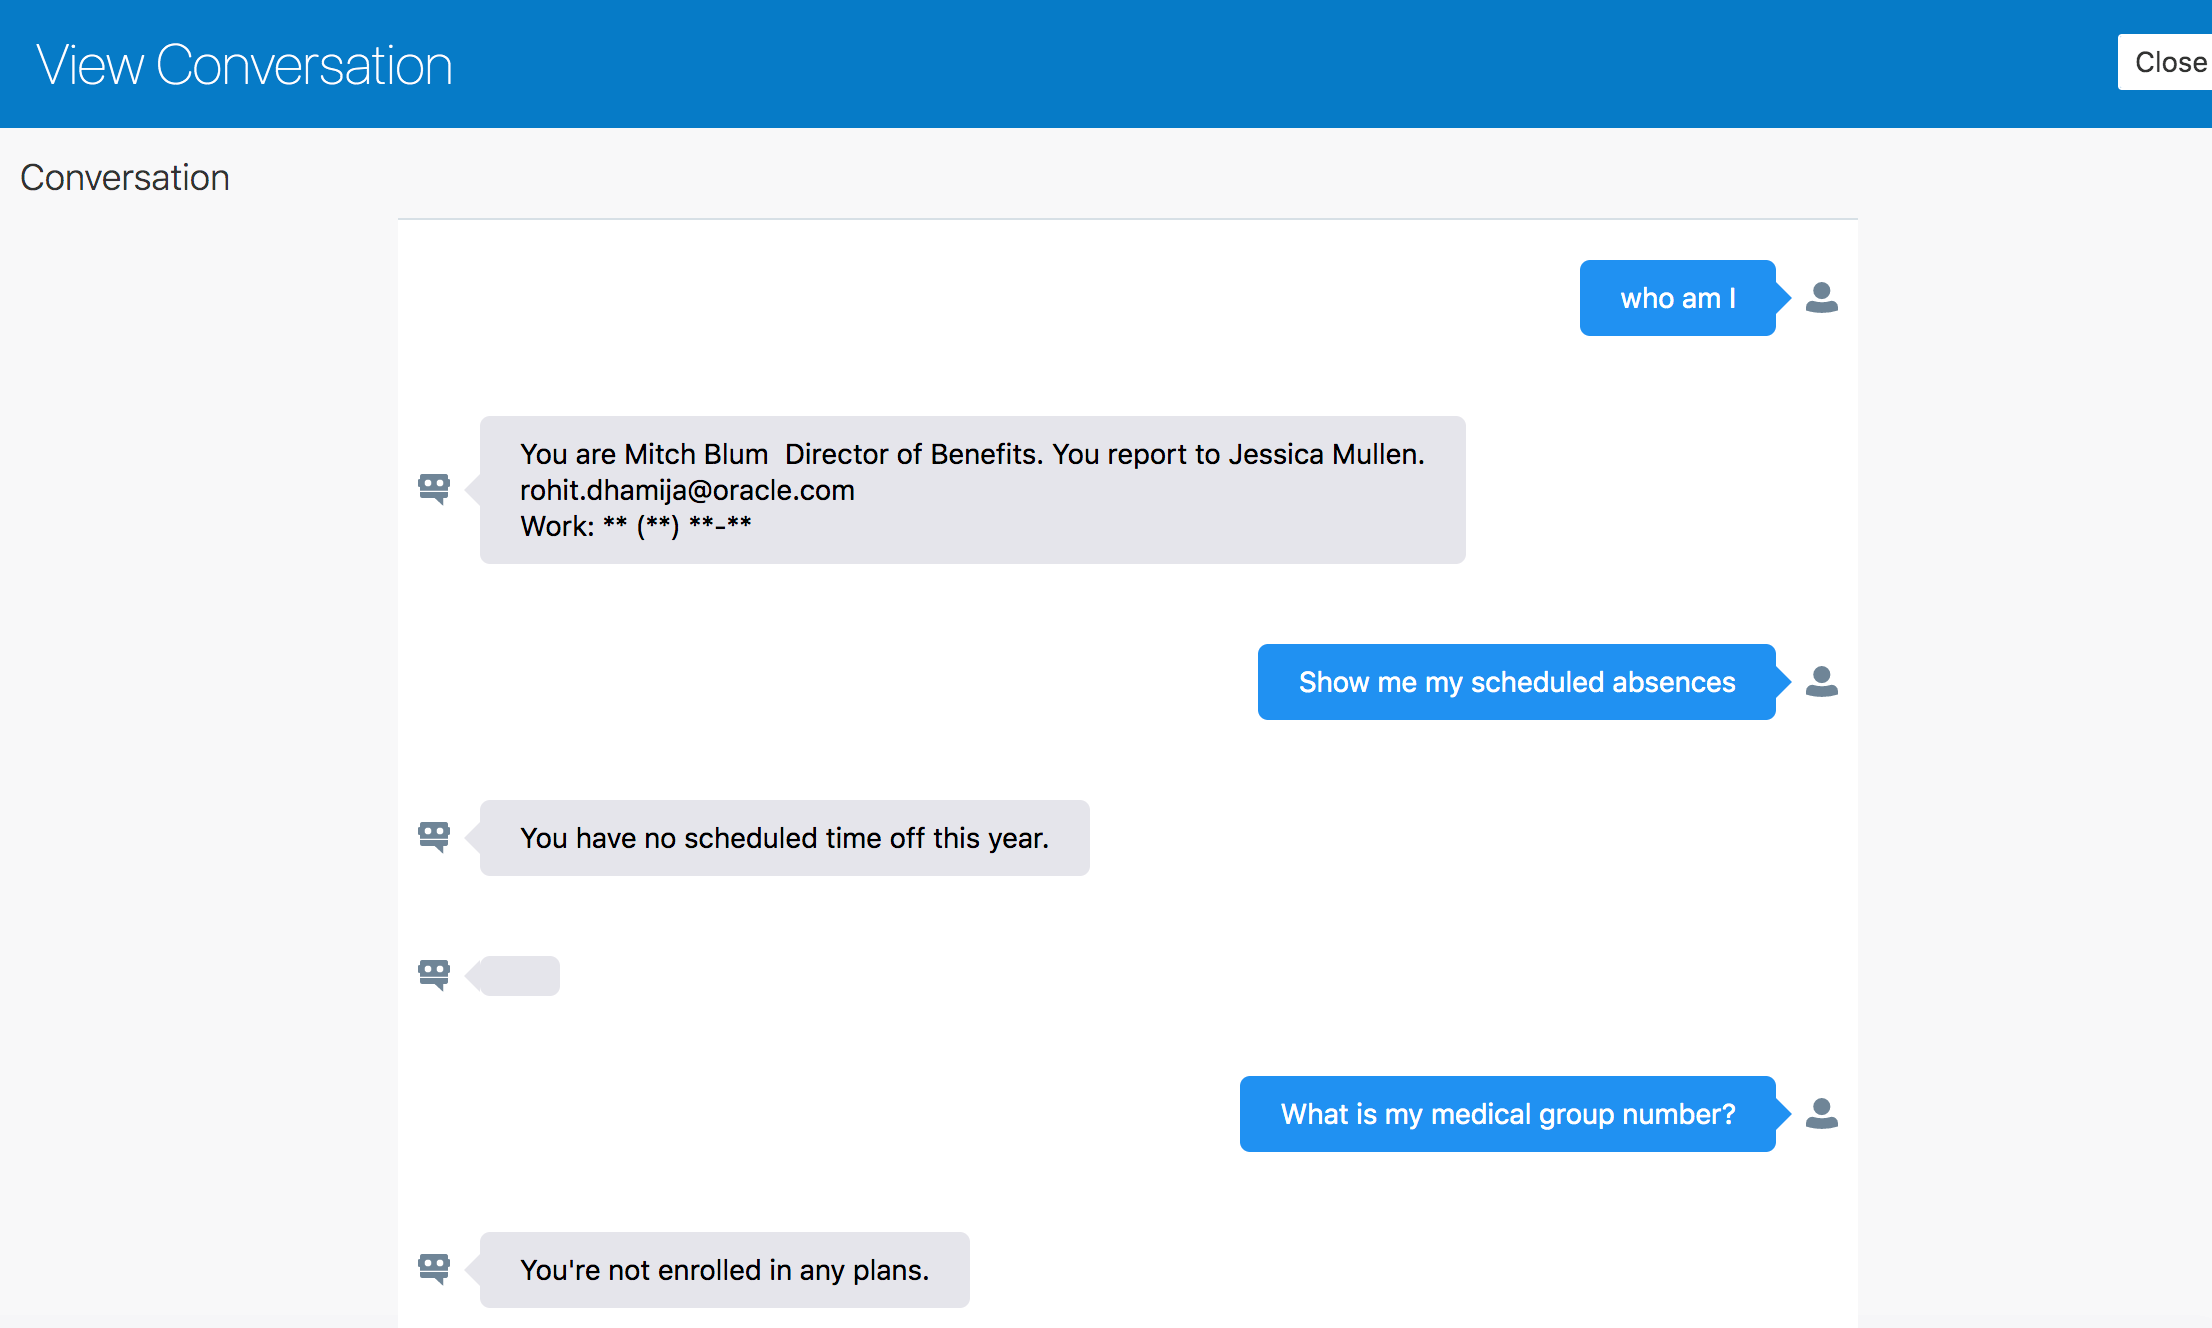 View Conversation
Close
Conversation
who am I
You are Mitch Blum  Director of Benefits. You report to Jessica Mullen.
rohit.dhamija@oracle.com
Work: ** (**) **-**
Show me my scheduled absences
You have no scheduled time off this year.
What is my medical group number?
You're not enrolled in any plans.